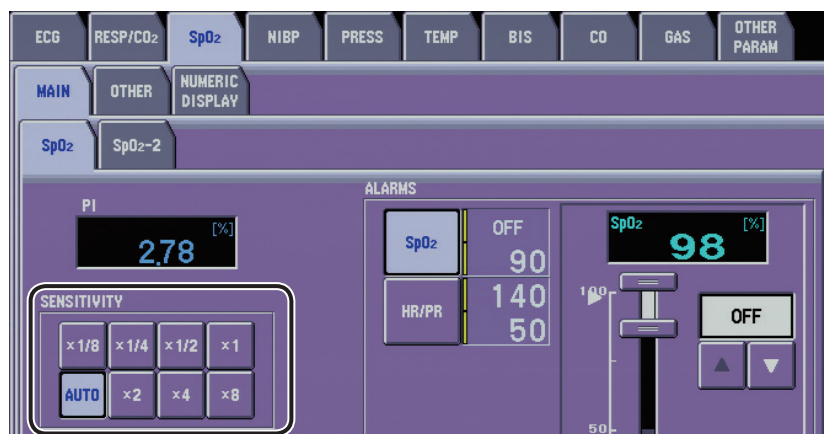 ECG RESP/CO2 SpO2 NIBP PRESS TEMP BIS CO GAS OTHER PARAM
MAIN OTHER NUMERIC DISPLAY
SpO2 SpO2-2
PI
[%]
2.78
SENSITIVITY
×1/8 ×1/4 ×1/2 ×1
AUTO ×2 ×4 ×8
ALARMS
SpO2 OFF
90
HR/PR 140
50
SpO2 [%]
98
100
OFF
50